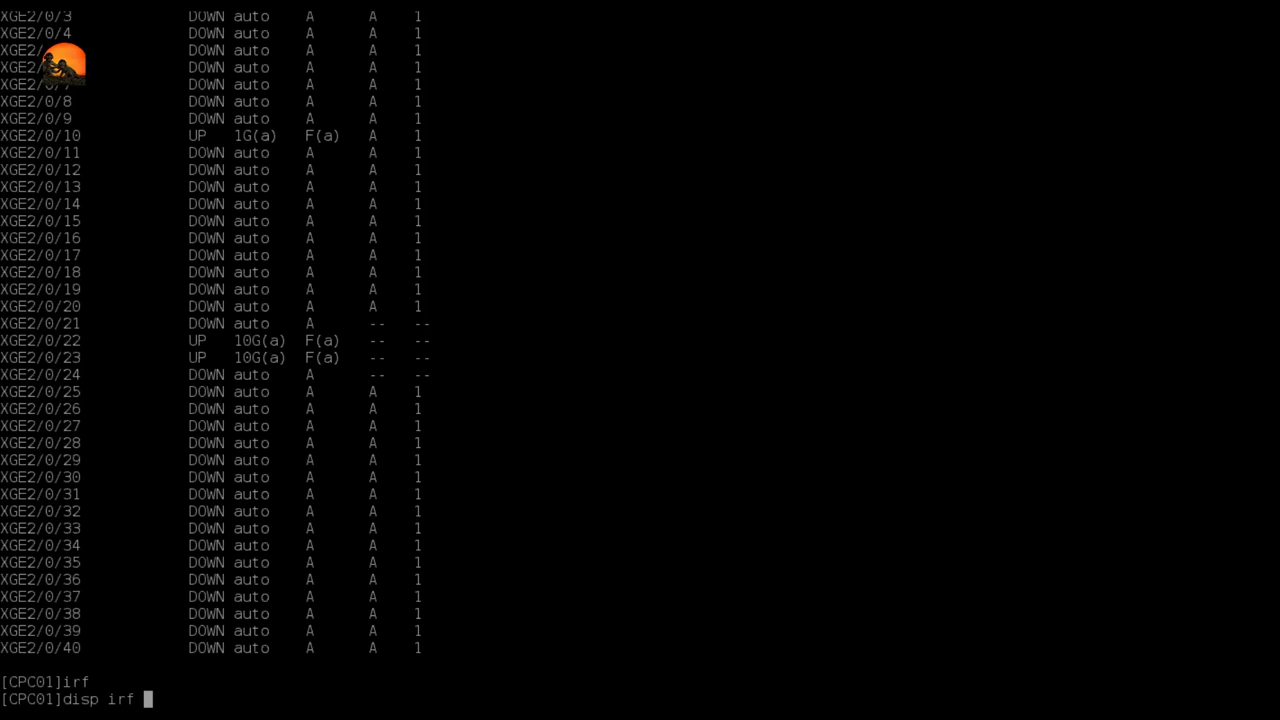 XGE2/0/3 DOWN auto A A 1
XGE2/0/4 DOWN auto A A 1
XGE2/ DOWN auto A A 1
XGE2/ DOWN auto A A 1
XGE2/0/7 DOWN auto A A 1
XGE2/0/8 DOWN auto A A 1
XGE2/0/9 DOWN auto A A 1
XGE2/0/10 UP 1G(a) F(a) A 1
XGE2/0/11 DOWN auto A A 1
XGE2/0/12 DOWN auto A A 1
XGE2/0/13 DOWN auto A A 1
XGE2/0/14 DOWN auto A A 1
XGE2/0/15 DOWN auto A A 1
XGE2/0/16 DOWN auto A A 1
XGE2/0/17 DOWN auto A A 1
XGE2/0/18 DOWN auto A A 1
XGE2/0/19 DOWN auto A A 1
XGE2/0/20 DOWN auto A A 1
XGE2/0/21 DOWN auto A -- --
XGE2/0/22 UP 10G(a) F(a) -- --
XGE2/0/23 UP 10G(a) F(a) -- --
XGE2/0/24 DOWN auto A -- --
XGE2/0/25 DOWN auto A A 1
XGE2/0/26 DOWN auto A A 1
XGE2/0/27 DOWN auto A A 1
XGE2/0/28 DOWN auto A A 1
XGE2/0/29 DOWN auto A A 1
XGE2/0/30 DOWN auto A A 1
XGE2/0/31 DOWN auto A A 1
XGE2/0/32 DOWN auto A A 1
XGE2/0/33 DOWN auto A A 1
XGE2/0/34 DOWN auto A A 1
XGE2/0/35 DOWN auto A A 1
XGE2/0/36 DOWN auto A A 1
XGE2/0/37 DOWN auto A A 1
XGE2/0/38 DOWN auto A A 1
XGE2/0/39 DOWN auto A A 1
XGE2/0/40 DOWN auto A A 1
[CPC01]irf
[CPC01]disp irf